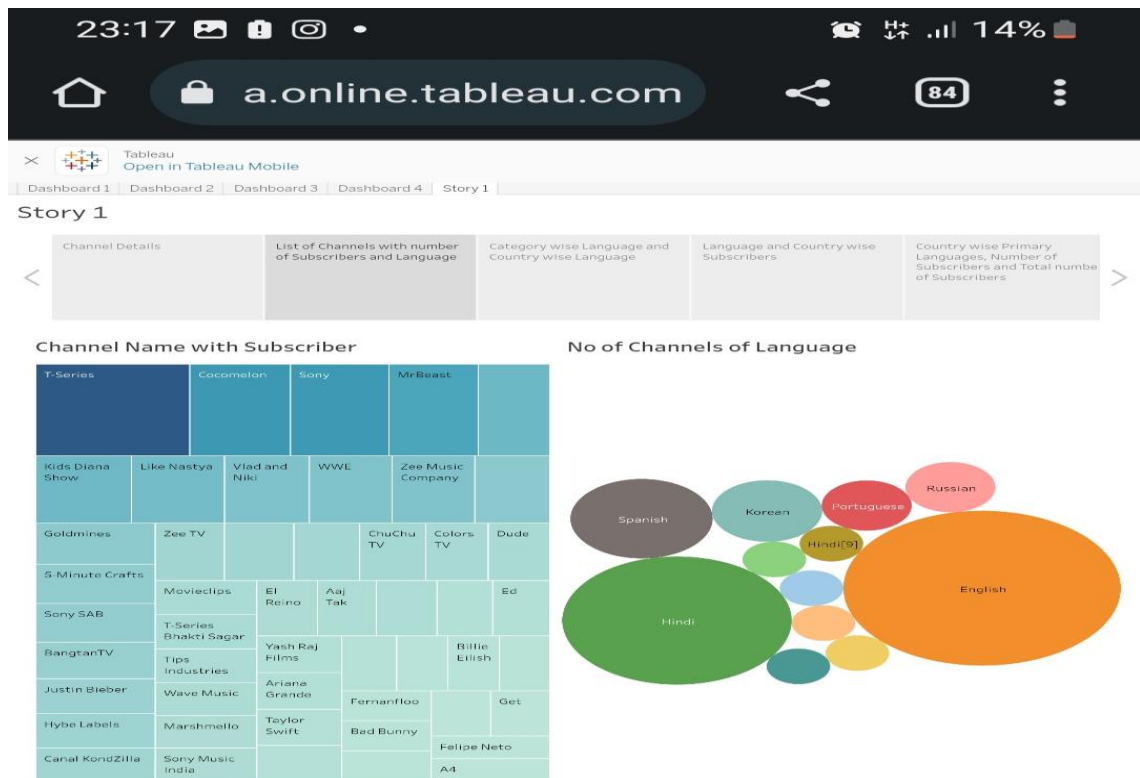 23:17
14%
a.online.tableau.com
84
Tableau
Open in Tableau Mobile
Dashboard 1
Dashboard 2
Dashboard 3
Dashboard 4
Story 1
Story 1
Channel Details
List of Channels with number
of Subscribers and Language
Category wise Language and
Country wise Language
Language and Country wise
Subscribers
Country wise Primary
Languages, Number of
Subscribers and Total numbe
of Subscribers
Channel Name with Subscriber
T-Series
Cocomelon
Sony
MrBeast
Kids Diana
Show
Like Nastya
Vlad and
Niki
WWE
Zee Music
Company
Goldmines
Zee TV
ChuChu
TV
Colors
TV
Dude
5-Minute Crafts
Movieclips
El
Reino
Aaj
Tak
Ed
Sony SAB
T-Series
Bhakti Sagar
BangtanTV
Tips
Industries
Yash Raj
Films
Billie
Eilish
Justin Bieber
Wave Music
Ariana
Grande
Fernanfloo
Get
Hybe Labels
Marshmello
Taylor
Swift
Bad Bunny
Felipe Neto
Canal KondZilla
Sony Music
India
A4
No of Channels of Language
Spanish
Korean
Portuguese
Russian
Hindi[9]
Hindi
English